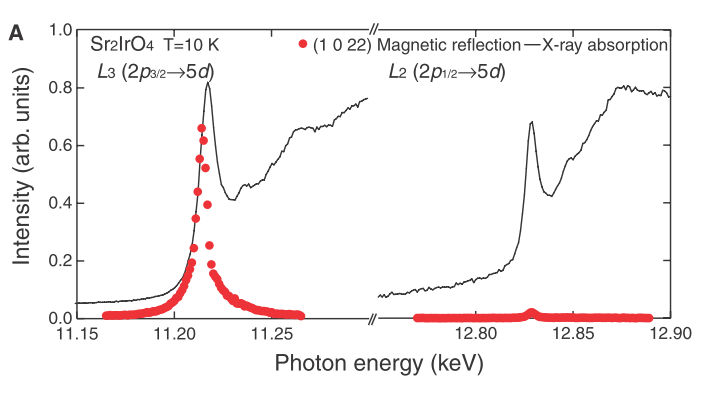 A
Sr2IrO4 T=10 K
(1 0 22) Magnetic reflection — X-ray absorption
L3 (2p3/2→5d)
L2 (2p1/2→5d)
Intensity (arb. units)
1.0
0.8
0.6
0.4
0.2
0.0
11.15
11.20
11.25
12.80
12.85
12.90
Photon energy (keV)